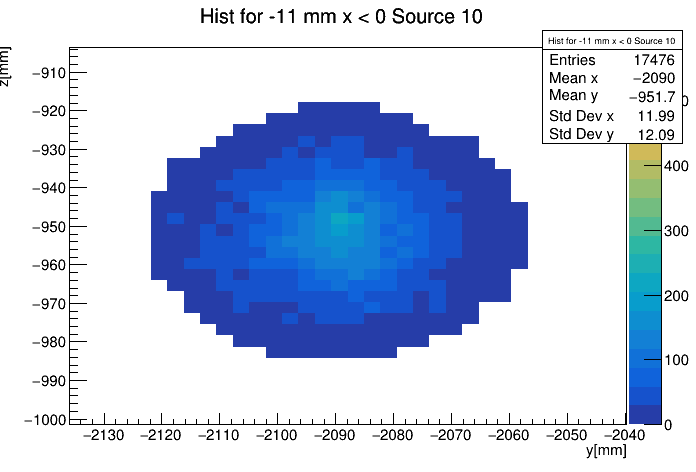 Hist for -11 mm x < 0 Source 10
Hist for -11 mm x < 0 Source 10
Entries 17476
Mean x −2090
Mean y −951.7
Std Dev x 11.99
Std Dev y 12.09
z[mm]
−910
−920
−930
−940
−950
−960
−970
−980
−990
−1000
−2130 −2120 −2110 −2100 −2090 −2080 −2070 −2060 −2050 −2040
y[mm]
0
400
300
200
100
0